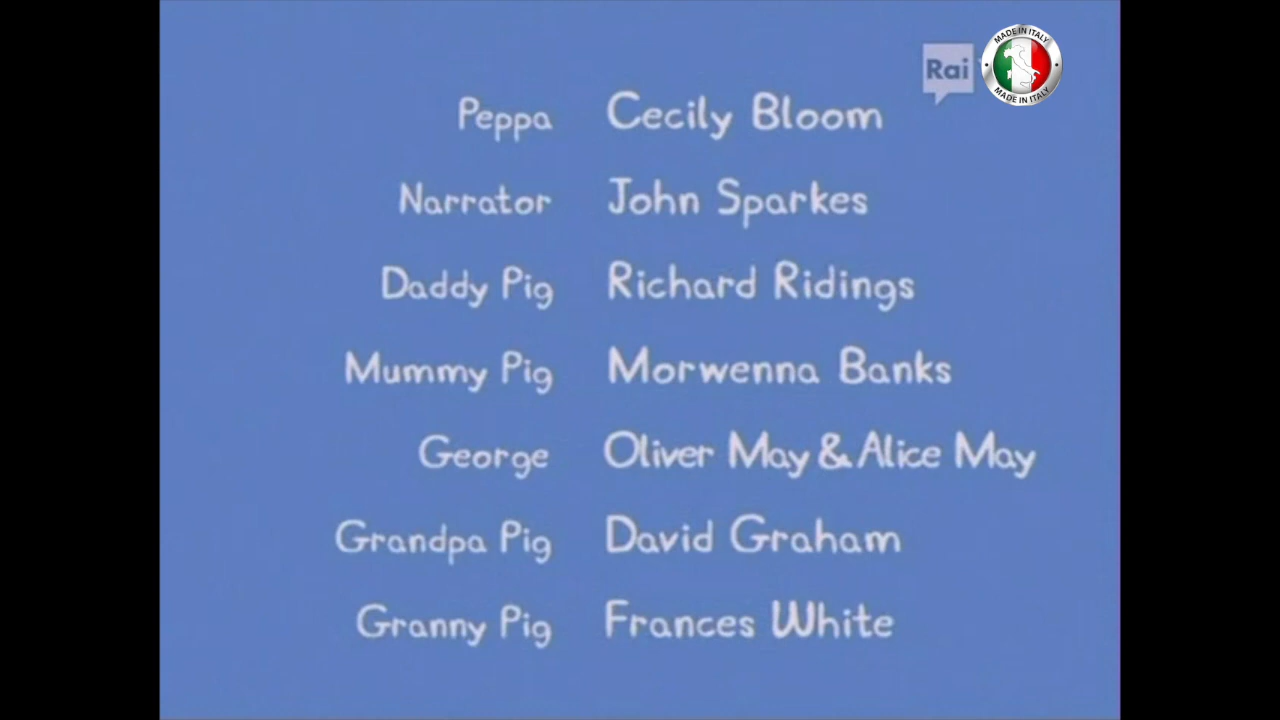 Rai
MADE IN ITALY
MADE IN ITALY
Peppa Cecily Bloom
Narrator John Sparkes
Daddy Pig Richard Ridings
Mummy Pig Morwenna Banks
George Oliver May & Alice May
Grandpa Pig David Graham
Granny Pig Frances White